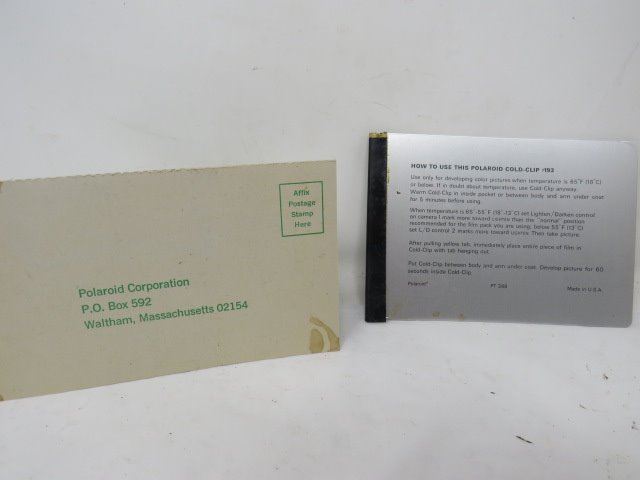 Affix
Postage
Stamp
Here
Polaroid Corporation
P.O. Box 592
Waltham, Massachusetts 02154
HOW TO USE THIS POLAROID COLD-CLIP #193
Use only for developing color pictures when temperature is 65°F (18°C)
or below. If in doubt about temperature, use Cold-Clip anyway.
Warm Cold-Clip in inside pocket or between body and arm under coat
for 5 minutes before using.
When temperature is 65°-55°F (18°-13°C) set Lighten/Darken control
on camera 1 mark more toward LIGHTEN than the "normal" position
recommended for the film pack you are using; below 55°F (13°C)
set L/D control 2 marks more toward LIGHTEN. Then take picture.
After pulling yellow tab, immediately place entire piece of film in
Cold-Clip with tab hanging out.
Put Cold-Clip between body and arm under coat. Develop picture for 60
seconds inside Cold-Clip.
Polaroid® PT 288 Made in U.S.A.